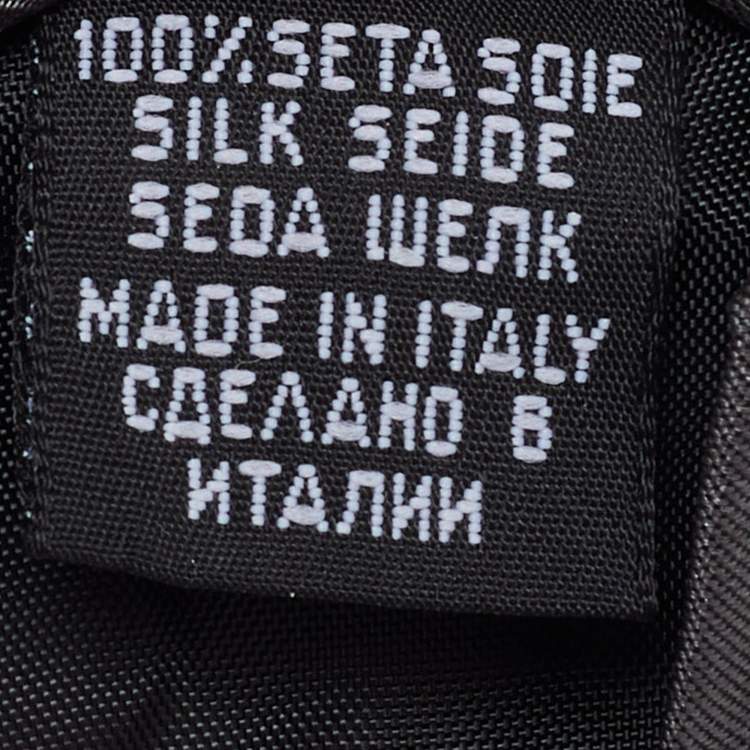 100% SETA SOIE
SILK SEIDE
SEDA ШЕЛК
MADE IN ITALY
СДЕЛАНО В
ИТАЛИИ